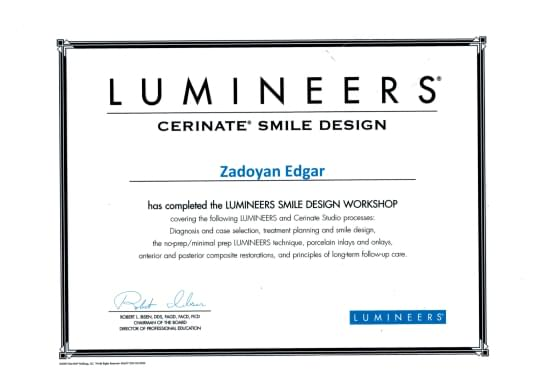 LUMINEERS®
CERINATE® SMILE DESIGN
Zadoyan Edgar
has completed the LUMINEERS SMILE DESIGN WORKSHOP
covering the following LUMINEERS and Cerinate Studio processes:
Diagnosis and case selection, treatment planning and smile design,
the no-prep/minimal prep LUMINEERS technique, porcelain inlays and onlays,
anterior and posterior composite restorations, and principles of long-term follow-up care.
ROBERT L. IBSEN, DDS, FAGD, FACD, FICD
CHAIRMAN OF THE BOARD
DIRECTOR OF PROFESSIONAL EDUCATION
LUMINEERS®